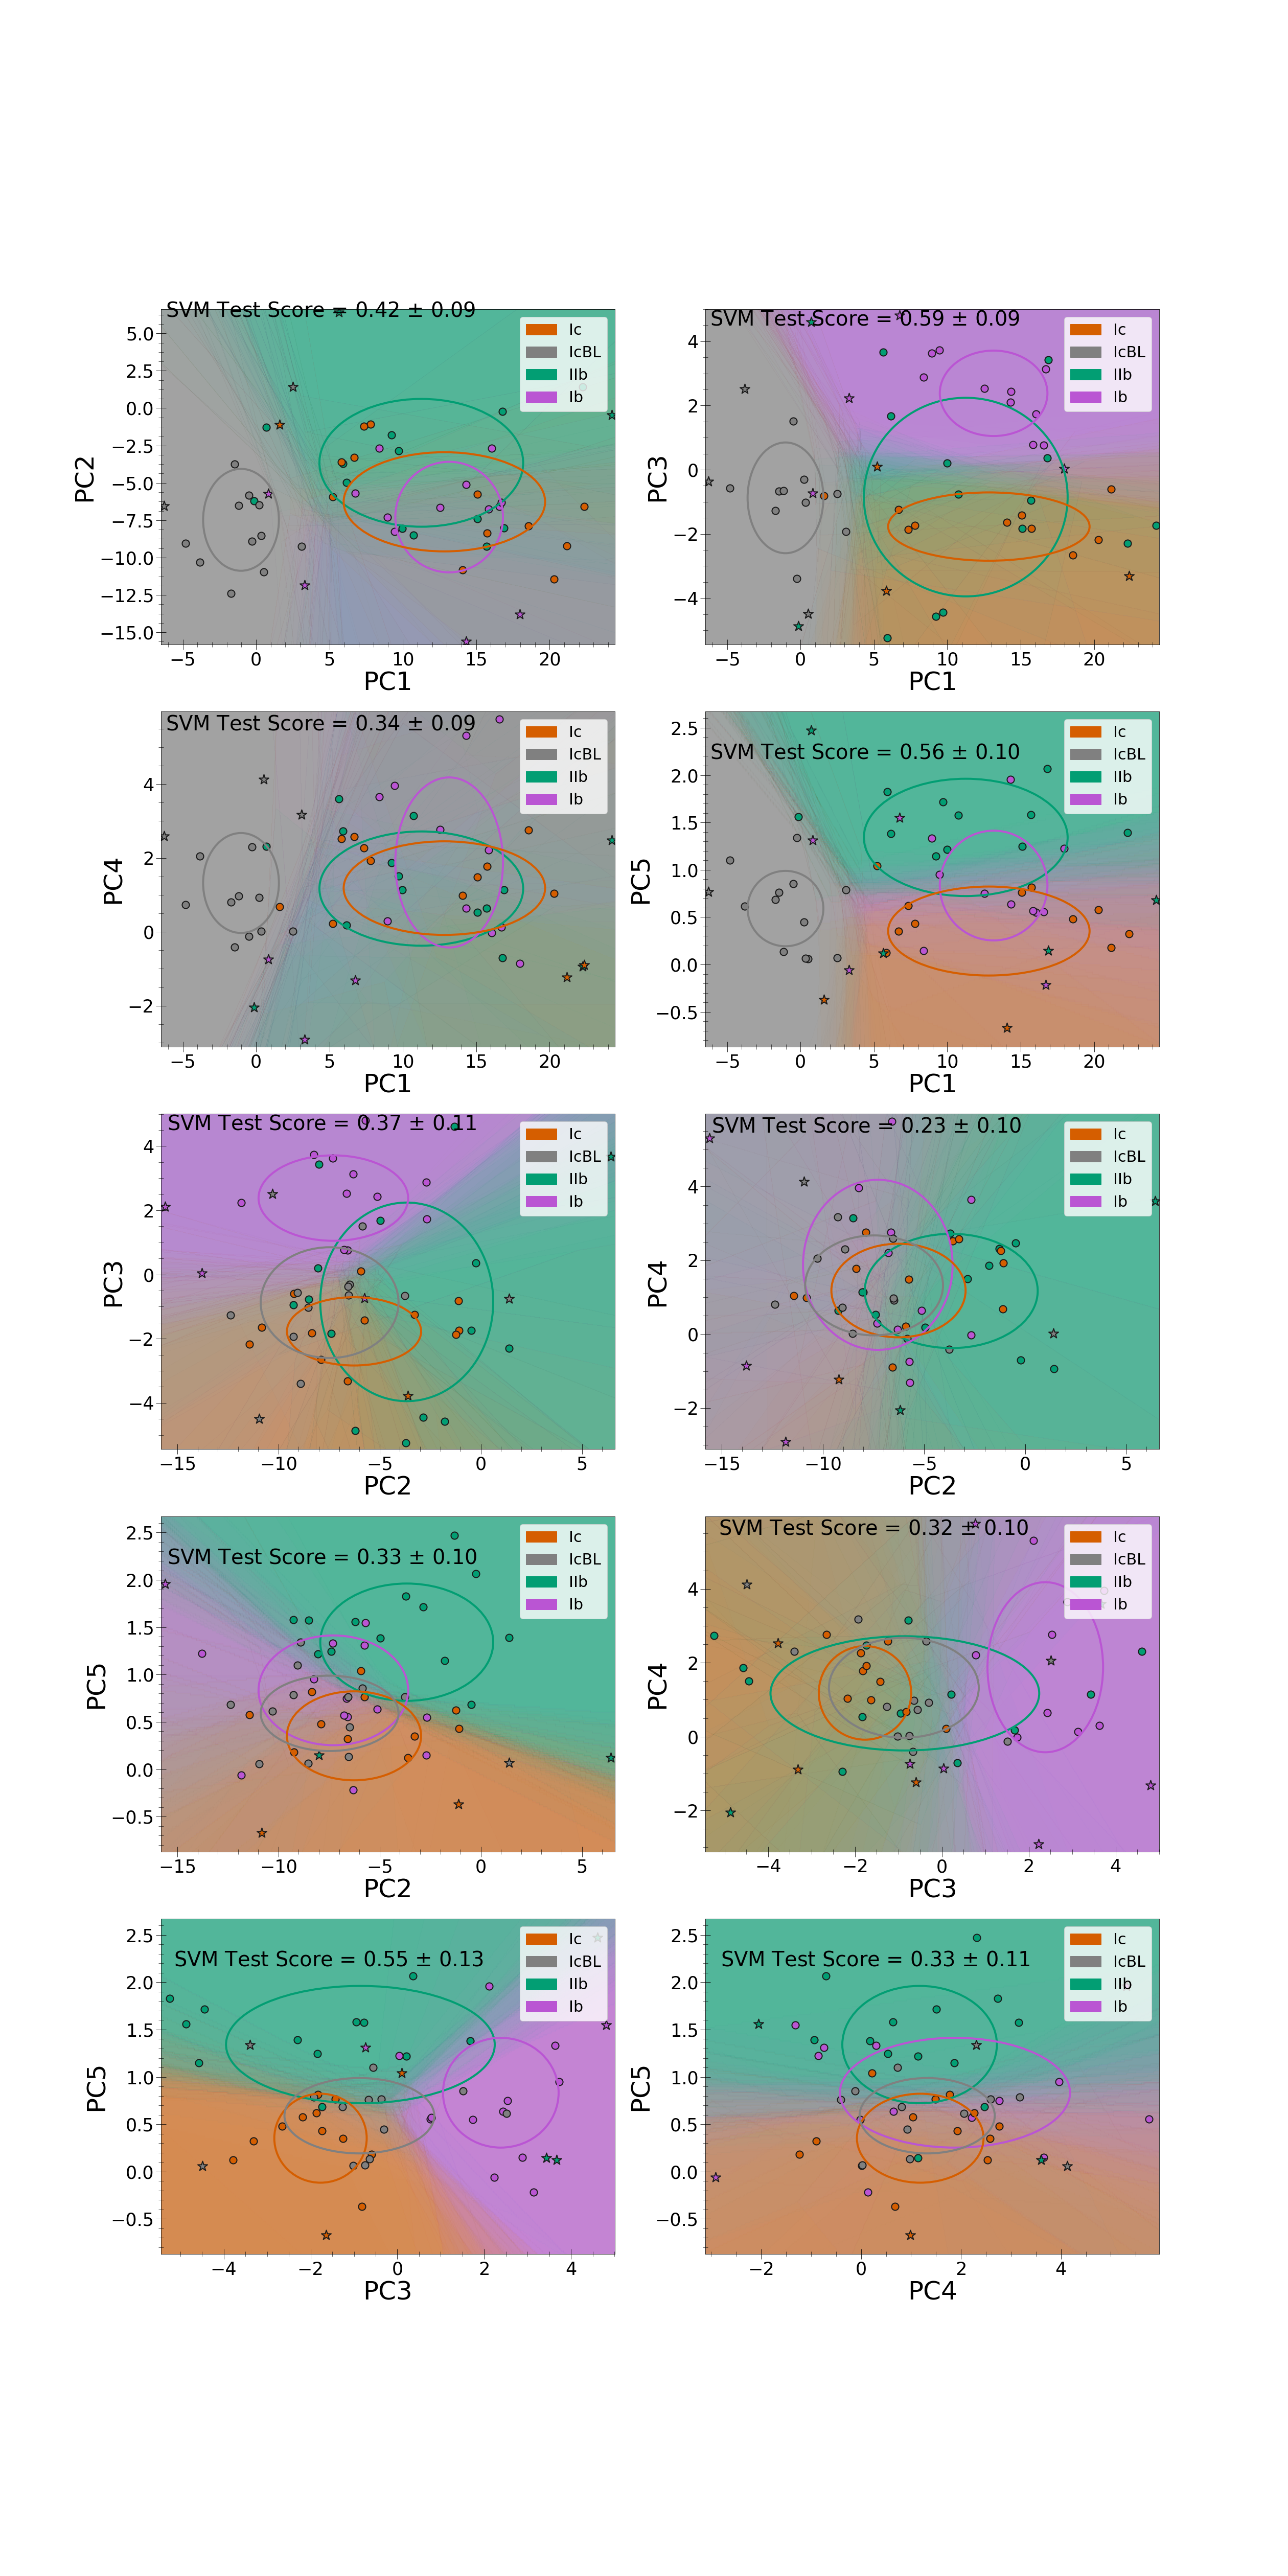 SVM Test Score = 0.42 ± 0.09
Ic
IcBL
IIb
Ib
5.0
2.5
0.0
−2.5
−5.0
−7.5
−10.0
−12.5
−15.0
PC2
−5 0 5 10 15 20
PC1
SVM Test Score = 0.59 ± 0.09
Ic
IcBL
IIb
Ib
4
2
0
−2
−4
PC3
−5 0 5 10 15 20
PC1
SVM Test Score = 0.34 ± 0.09
Ic
IcBL
IIb
Ib
4
2
0
−2
PC4
−5 0 5 10 15 20
PC1
SVM Test Score = 0.56 ± 0.10
Ic
IcBL
IIb
Ib
2.5
2.0
1.5
1.0
0.5
0.0
−0.5
PC5
−5 0 5 10 15 20
PC1
SVM Test Score = 0.37 ± 0.11
Ic
IcBL
IIb
Ib
4
2
0
−2
−4
PC3
−15 −10 −5 0 5
PC2
SVM Test Score = 0.23 ± 0.10
Ic
IcBL
IIb
Ib
4
2
0
−2
PC4
−15 −10 −5 0 5
PC2
SVM Test Score = 0.33 ± 0.10
Ic
IcBL
IIb
Ib
2.5
2.0
1.5
1.0
0.5
0.0
−0.5
PC5
−15 −10 −5 0 5
PC2
SVM Test Score = 0.32 ± 0.10
Ic
IcBL
IIb
Ib
4
2
0
−2
PC4
−4 −2 0 2 4
PC3
SVM Test Score = 0.55 ± 0.13
Ic
IcBL
IIb
Ib
2.5
2.0
1.5
1.0
0.5
0.0
−0.5
PC5
−4 −2 0 2 4
PC3
SVM Test Score = 0.33 ± 0.11
Ic
IcBL
IIb
Ib
2.5
2.0
1.5
1.0
0.5
0.0
−0.5
PC5
−2 0 2 4
PC4